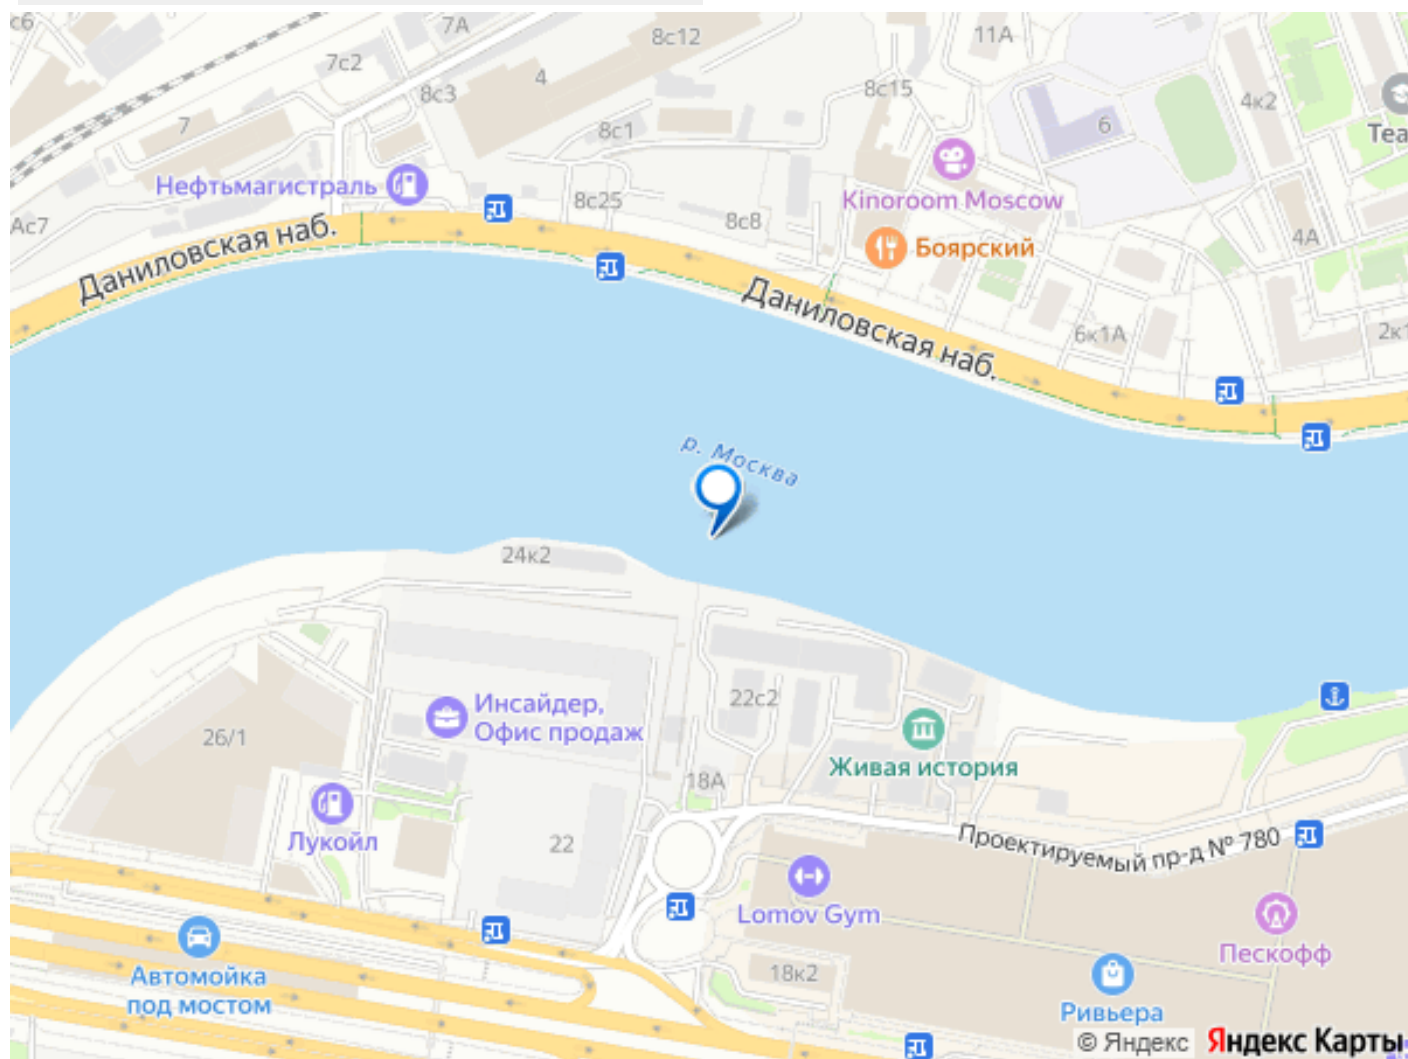 с6
7А
7с2
8с12
11А
8с3
4
8с15
4к2
7
8с1
6
Теа
Нефтьмагистраль
Kinoroom Moscow
8с25
8с8
Ас7
4А
Даниловская наб.
Боярский
Даниловская наб.
6к1А
2к1
р. Москва
24к2
22с2
Инсайдер,
Офис продаж
26/1
Живая история
18А
Лукойл
22
Проектируемый пр-д № 780
Lomov Gym
Пескофф
Автомойка
под мостом
18к2
Ривьера
© Яндекс Яндекс Карты